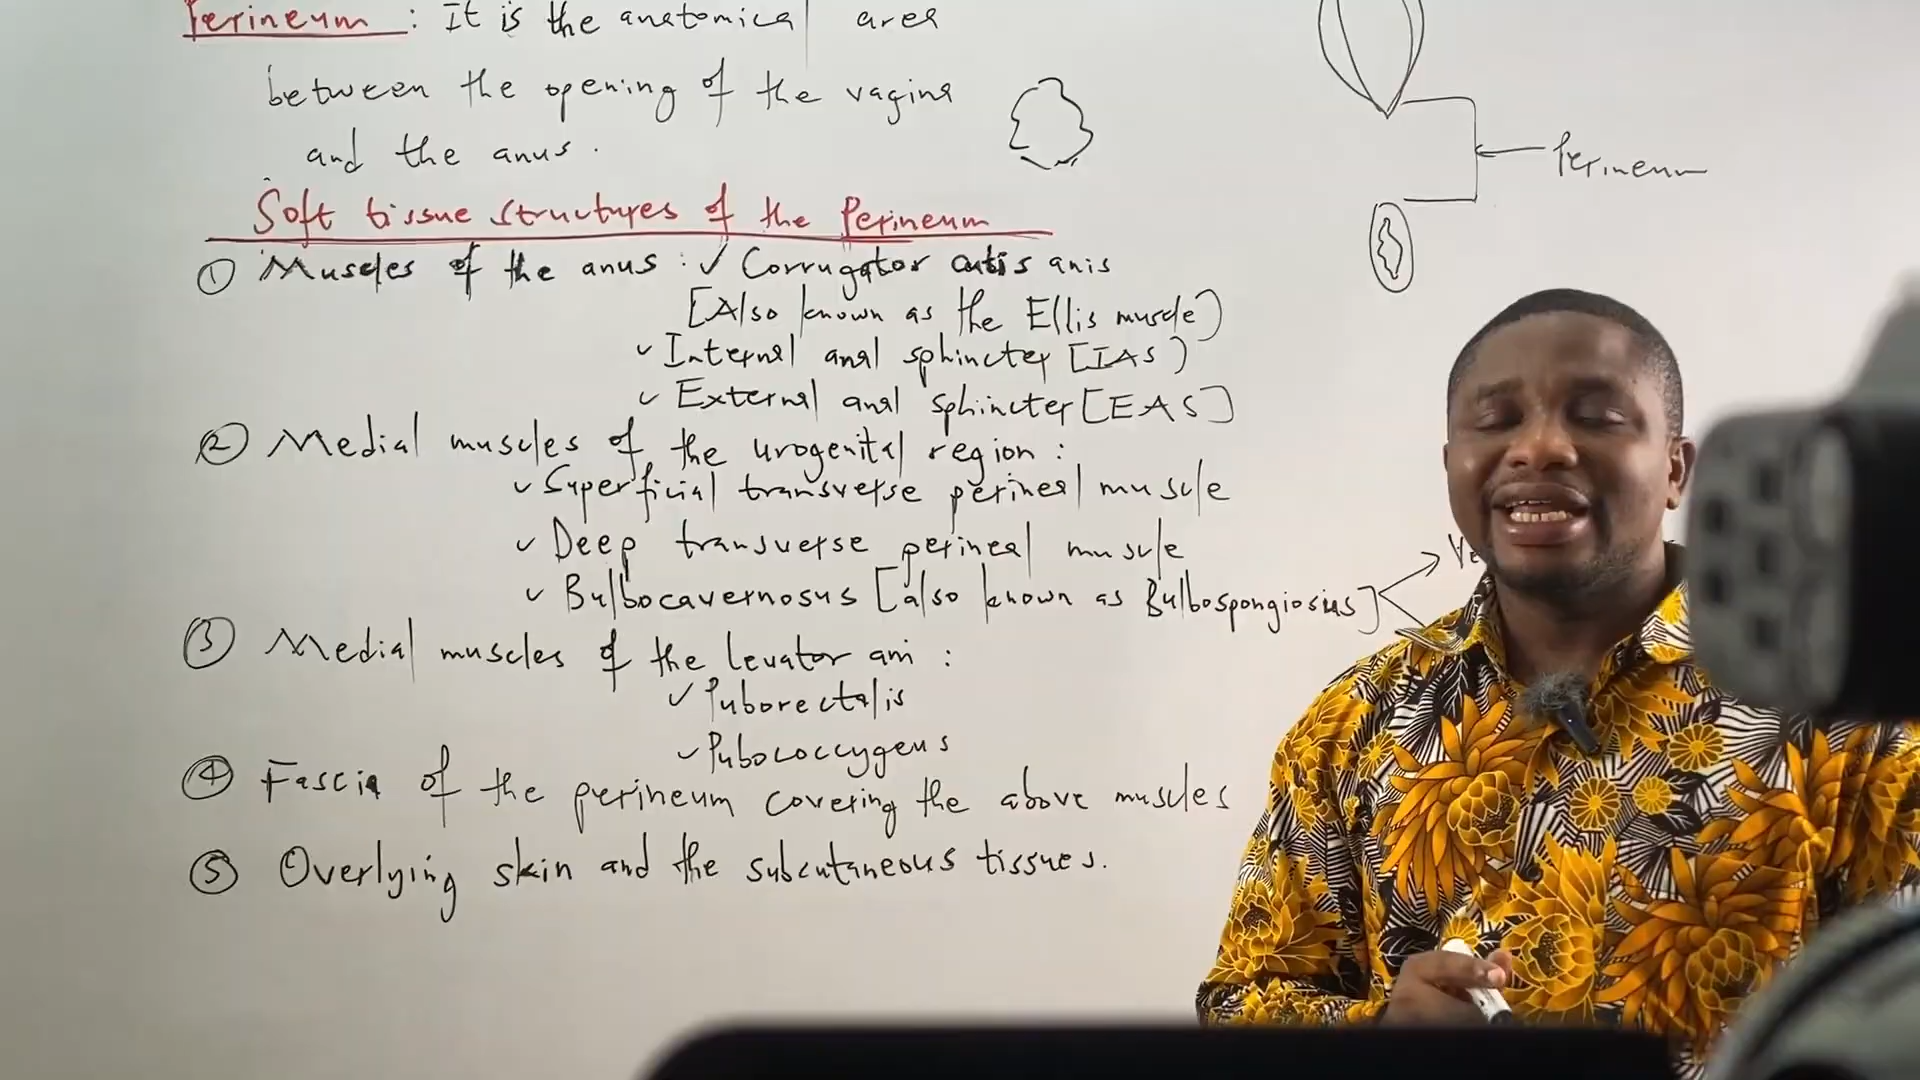 Perineum : It is the anatomical area
between the opening of the vagina
and the anus.
Perineum
Soft tissue structures of the Perineum
① Muscles of the anus : ✓ Corrugator cutis anis
[Also known as the Ellis muscle]
✓ Internal anal sphincter [IAS]
✓ External anal sphincter [EAS]
② Medial muscles of the urogenital region :
✓ Superficial transverse perineal muscle
✓ Deep transverse perineal muscle
✓ Bulbocavernosus [also known as Bulbospongiosius]
③ Medial muscles of the levator ani :
✓ Puborectalis
✓ Pubococcygeus
④ Fascia of the perineum covering the above muscles
⑤ Overlying skin and the subcutaneous tissues.